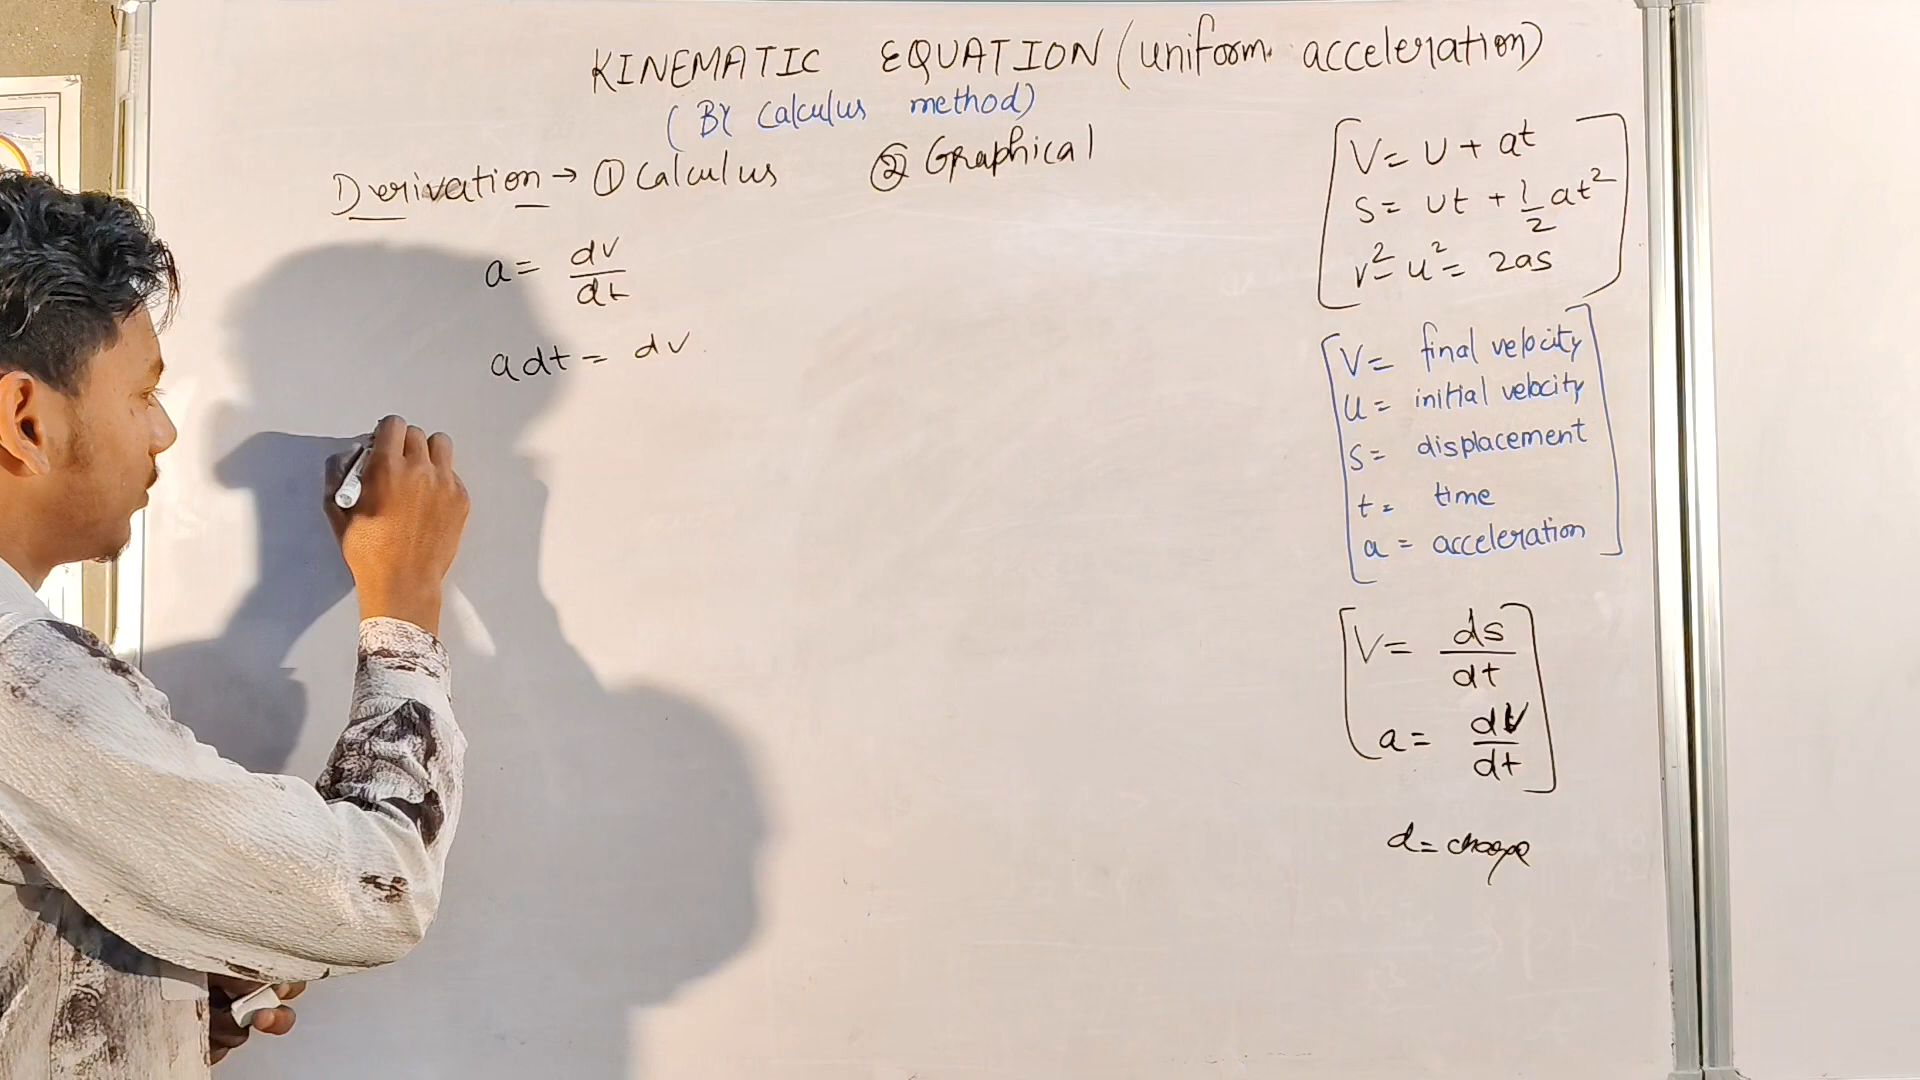 KINEMATIC EQUATION (uniform acceleration)
(BY Calculus method)
Derivation → ① Calculus ② Graphical
a = dv/dt
adt = dv
V = U + at
S = Ut + 1/2 at²
v² - u² = 2as
V = final velocity
U = initial velocity
S = displacement
t = time
a = acceleration
V = ds/dt
a = dV/dt
d = change